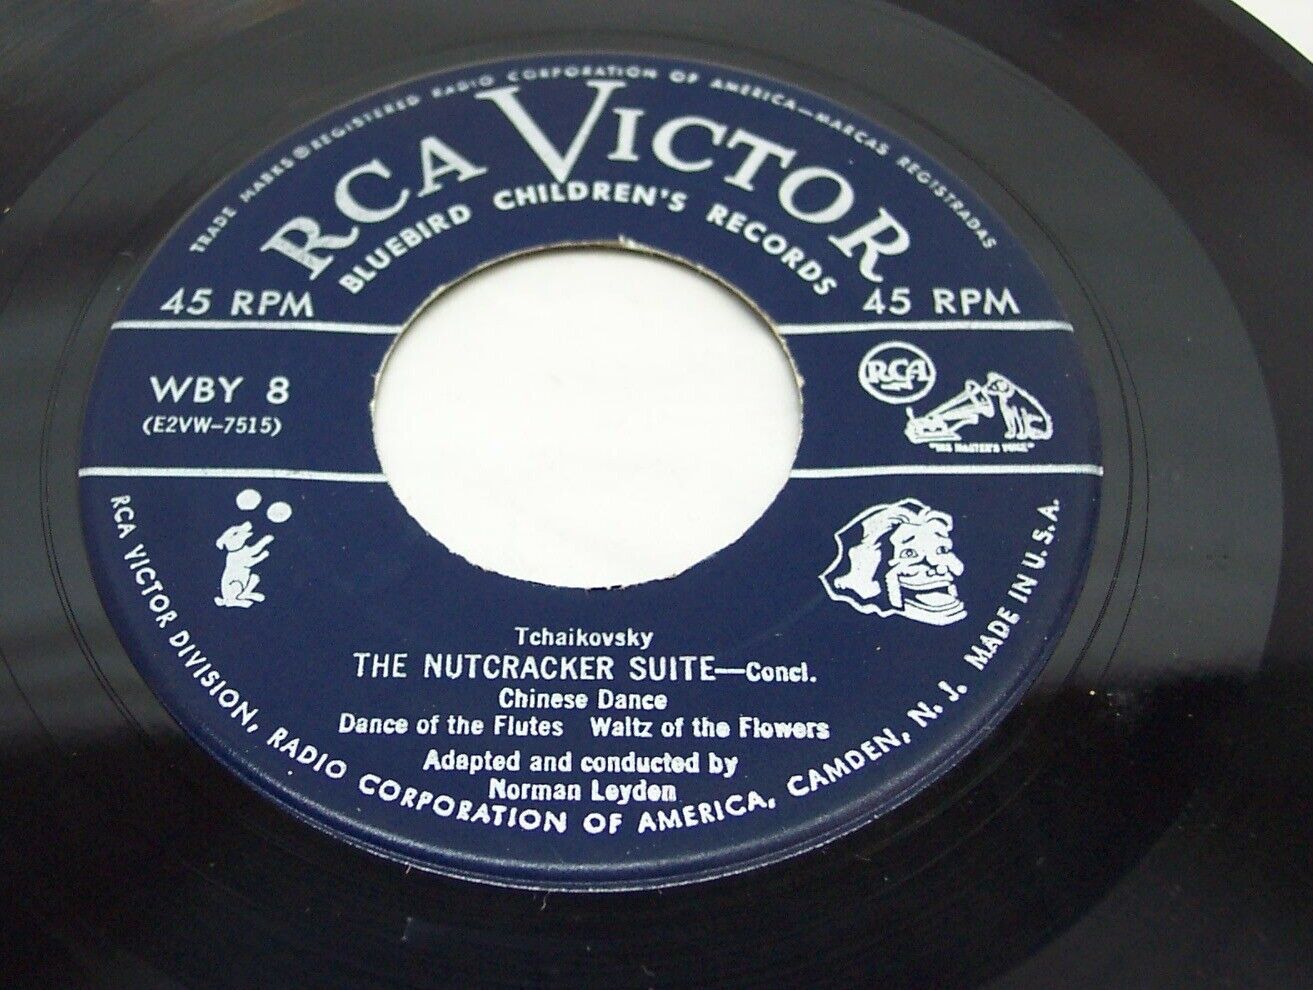 TRADE MARKS ® REGISTERED RADIO CORPORATION OF AMERICA—MARCAS REGISTRADAS
RCA VICTOR
BLUEBIRD CHILDREN'S RECORDS
45 RPM
45 RPM
WBY 8
(E2VW-7515)
RCA
"HIS MASTER'S VOICE"
Tchaikovsky
THE NUTCRACKER SUITE—Concl.
Chinese Dance
Dance of the Flutes Waltz of the Flowers
Adapted and conducted by
Norman Leyden
RCA VICTOR DIVISION, RADIO CORPORATION OF AMERICA, CAMDEN, N. J. MADE IN U. S. A.